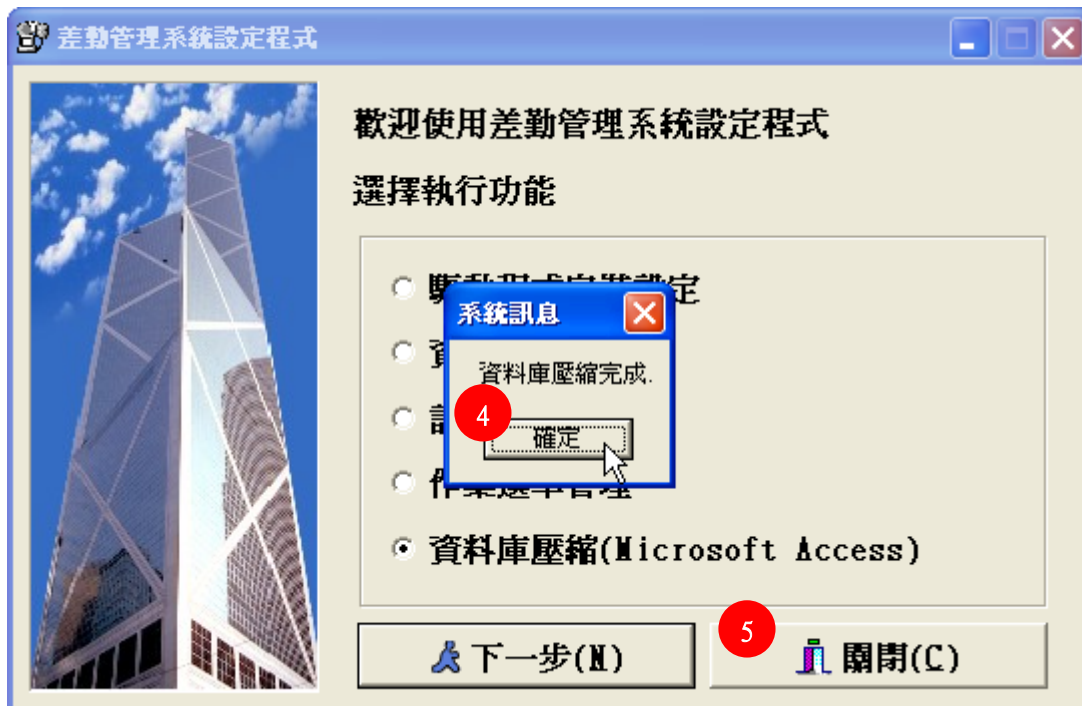 差勤管理系統設定程式
歡迎使用差勤管理系統設定程式
選擇執行功能
定
系統訊息
資料庫壓縮完成.
4
確定
資料庫壓縮(Microsoft Access)
5
下一步(N)
關閉(C)